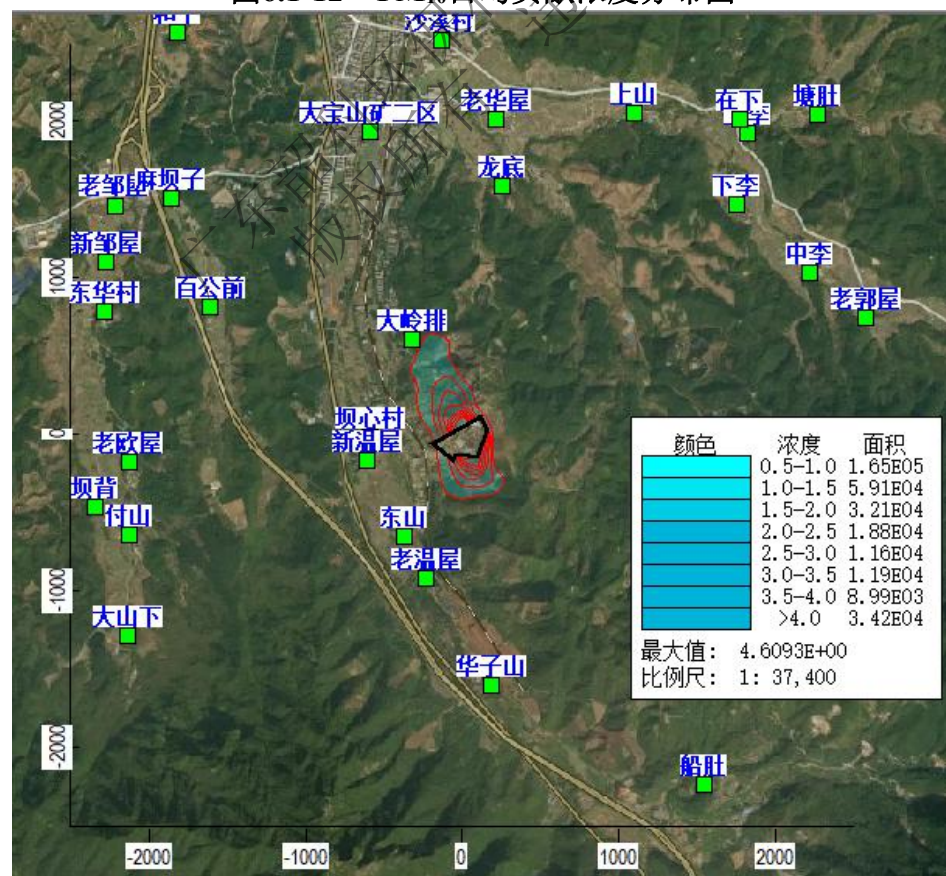 沙溪村
大宝山矿二区
老华屋
上山
在下
塘肚
龙底
老邹屋
麻坝子
下李
新邹屋
中李
东华村
百公前
老郭屋
大岭排
坝心村
新温屋
老欧屋
坝背
付山
东山
老温屋
大山下
华子山
船肚
2000
1000
0
-1000
-2000
-2000
-1000
0
1000
2000
颜色 浓度 面积
0.5-1.0 1.65E05
1.0-1.5 5.91E04
1.5-2.0 3.21E04
2.0-2.5 1.88E04
2.5-3.0 1.16E04
3.0-3.5 1.19E04
3.5-4.0 8.99E03
>4.0 3.42E04
最大值: 4.6093E+00
比例尺: 1: 37,400
版权所有